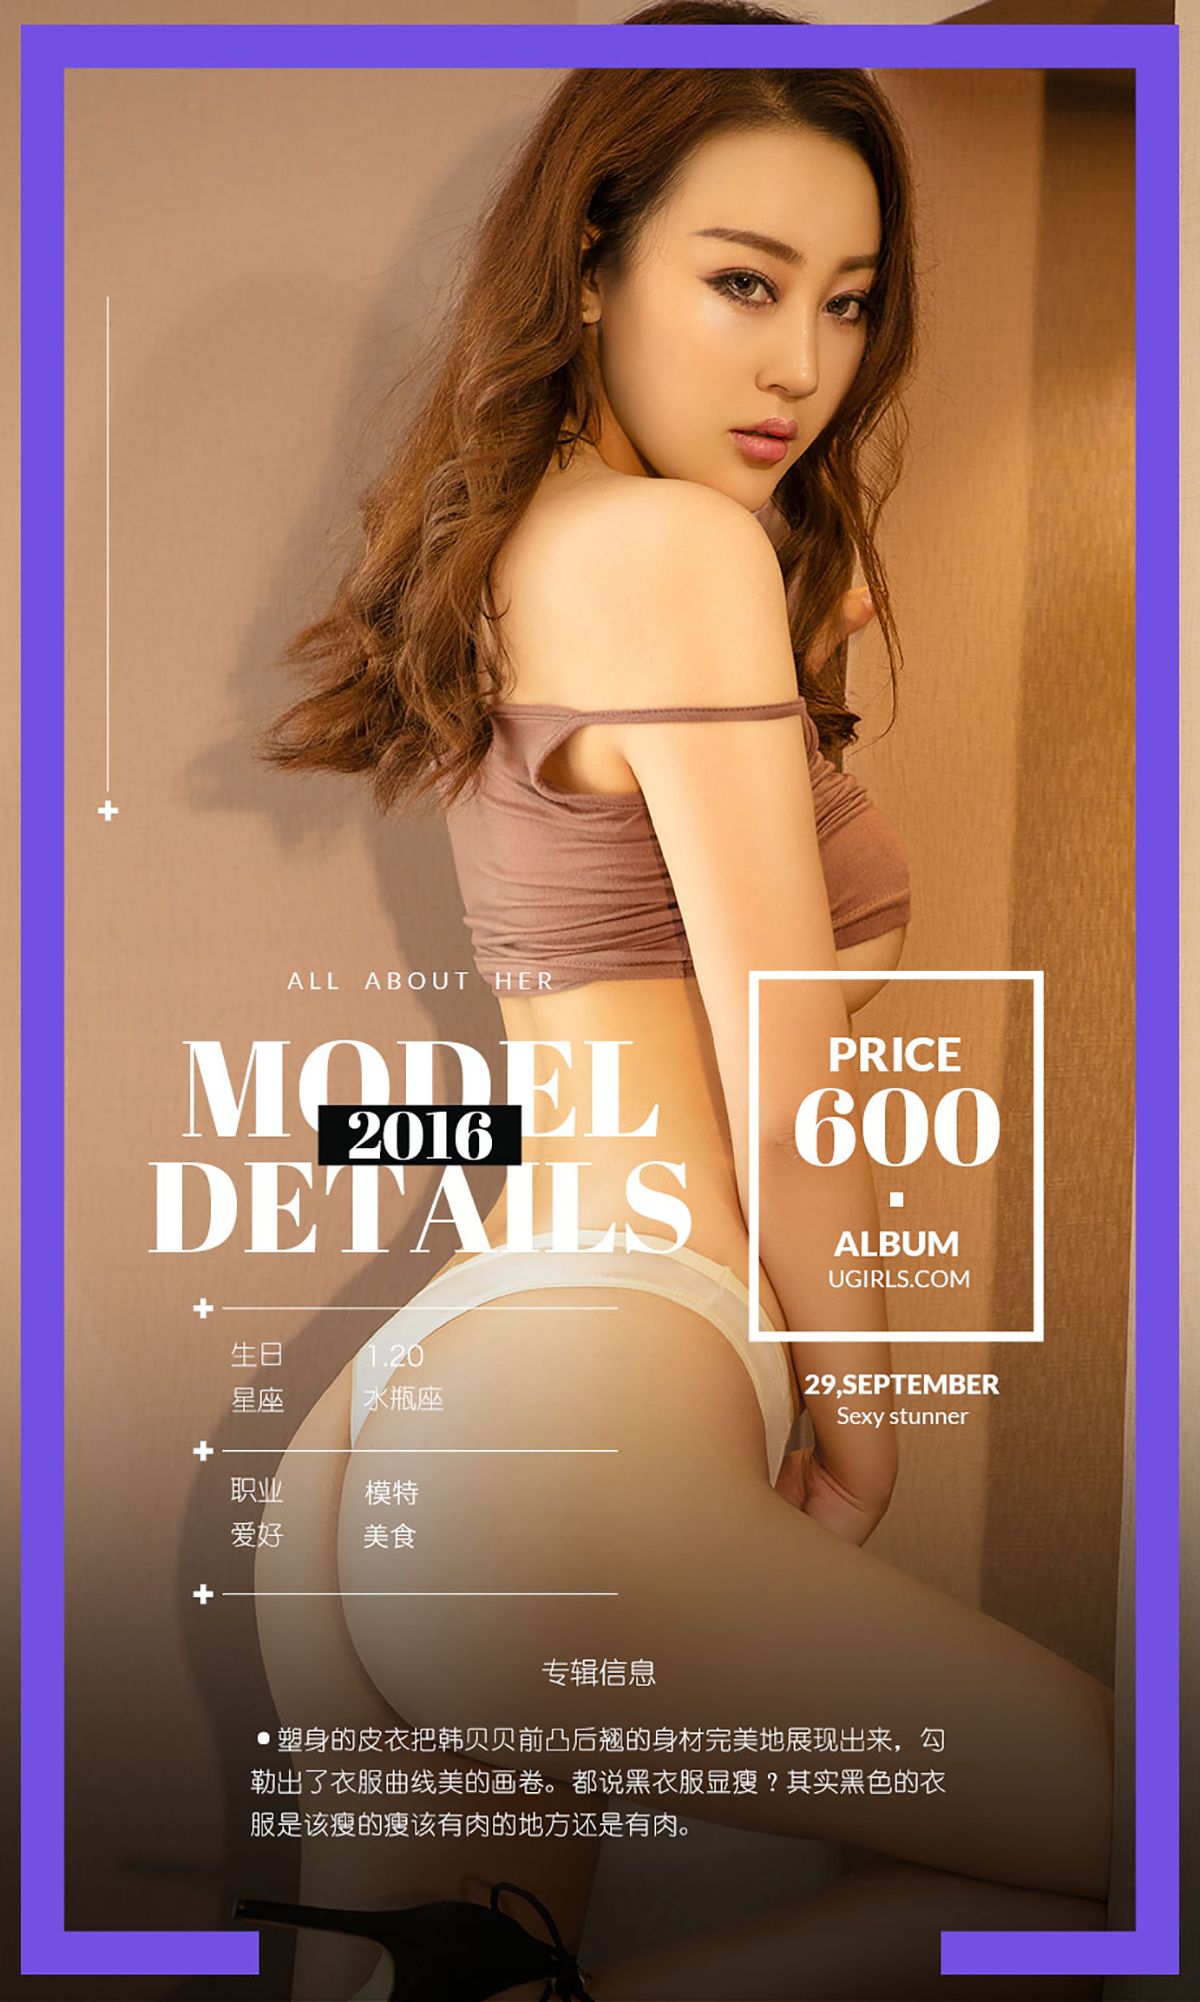 ALL ABOUT HER
MODEL
2016
DETAILS
PRICE
600
ALBUM
UGIRLS.COM
29,SEPTEMBER
Sexy stunner
生日 1.20
星座 水瓶座
职业 模特
爱好 美食
专辑信息
•塑身的皮衣把韩贝贝前凸后翘的身材完美地展现出来，勾
勒出了衣服曲线美的画卷。都说黑衣服显瘦？其实黑色的衣
服是该瘦的瘦该有肉的地方还是有肉。